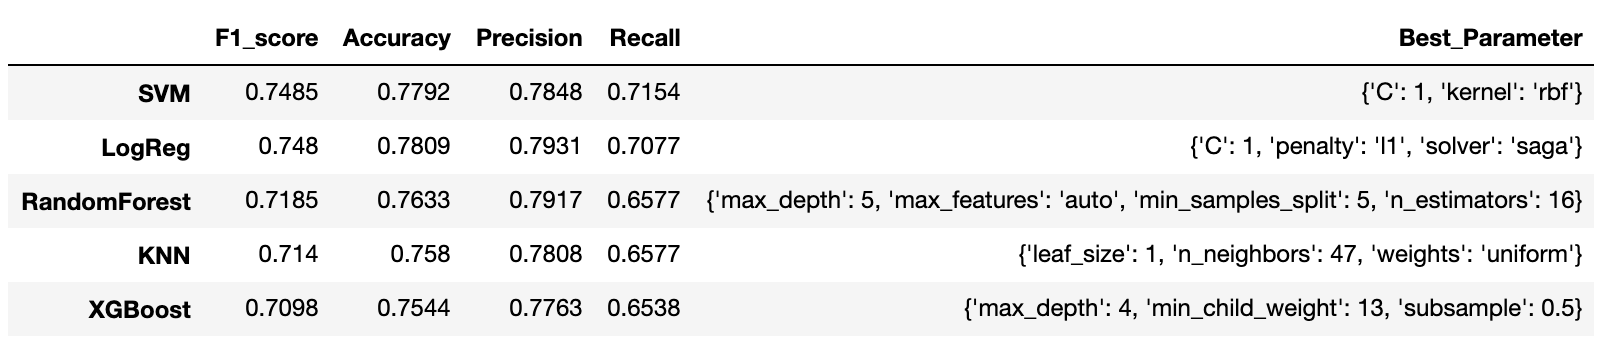 F1_score Accuracy Precision Recall Best_Parameter
SVM 0.7485 0.7792 0.7848 0.7154 {'C': 1, 'kernel': 'rbf'}
LogReg 0.748 0.7809 0.7931 0.7077 {'C': 1, 'penalty': 'l1', 'solver': 'saga'}
RandomForest 0.7185 0.7633 0.7917 0.6577 {'max_depth': 5, 'max_features': 'auto', 'min_samples_split': 5, 'n_estimators': 16}
KNN 0.714 0.758 0.7808 0.6577 {'leaf_size': 1, 'n_neighbors': 47, 'weights': 'uniform'}
XGBoost 0.7098 0.7544 0.7763 0.6538 {'max_depth': 4, 'min_child_weight': 13, 'subsample': 0.5}